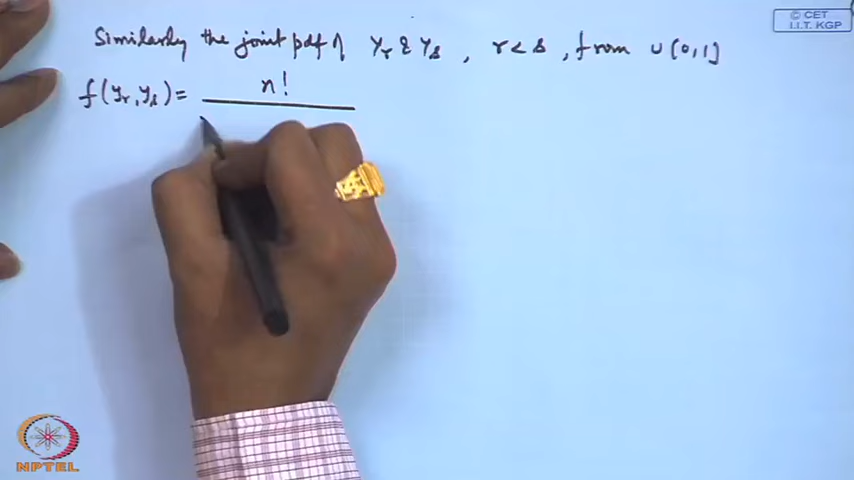 © CET
I.I.T. KGP
Similarly the joint pdf of Yr & Ys , r < s , from U(0,1)
f(yr, ys) = n!
NPTEL